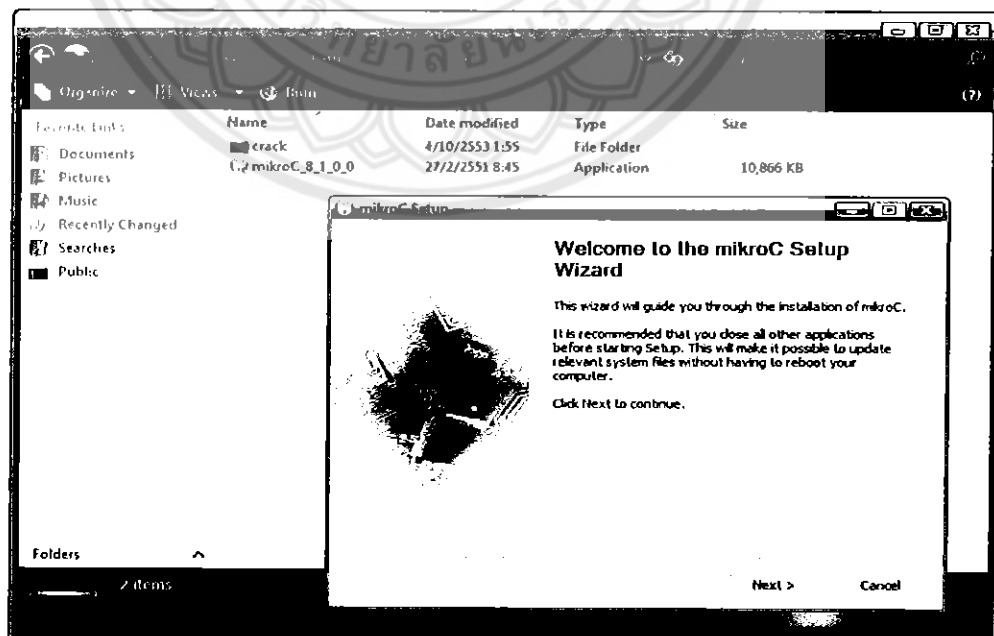 Organize Views Run (?)
Name Date modified Type Size
Favorite Links
crack 4/10/2553 1:55 File Folder
Documents
mikroC_8_1_0_0 27/2/2551 8:45 Application 10,866 KB
Pictures
Music
Recently Changed
Searches
Public
mikroC Setup
Welcome to the mikroC Setup
Wizard
This wizard will guide you through the installation of mikroC.
It is recommended that you close all other applications
before starting Setup. This will make it possible to update
relevant system files without having to reboot your
computer.
Click Next to continue.
Folders
2 items
Next > Cancel